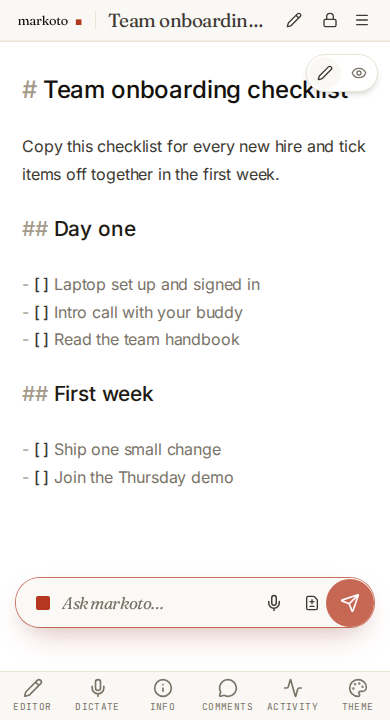 markoto
Team onboardin...
# Team onboarding checklist
Copy this checklist for every new hire and tick
items off together in the first week.
## Day one
- [ ] Laptop set up and signed in
- [ ] Intro call with your buddy
- [ ] Read the team handbook
## First week
- [ ] Ship one small change
- [ ] Join the Thursday demo
Ask markoto...
EDITOR DICTATE INFO COMMENTS ACTIVITY THEME